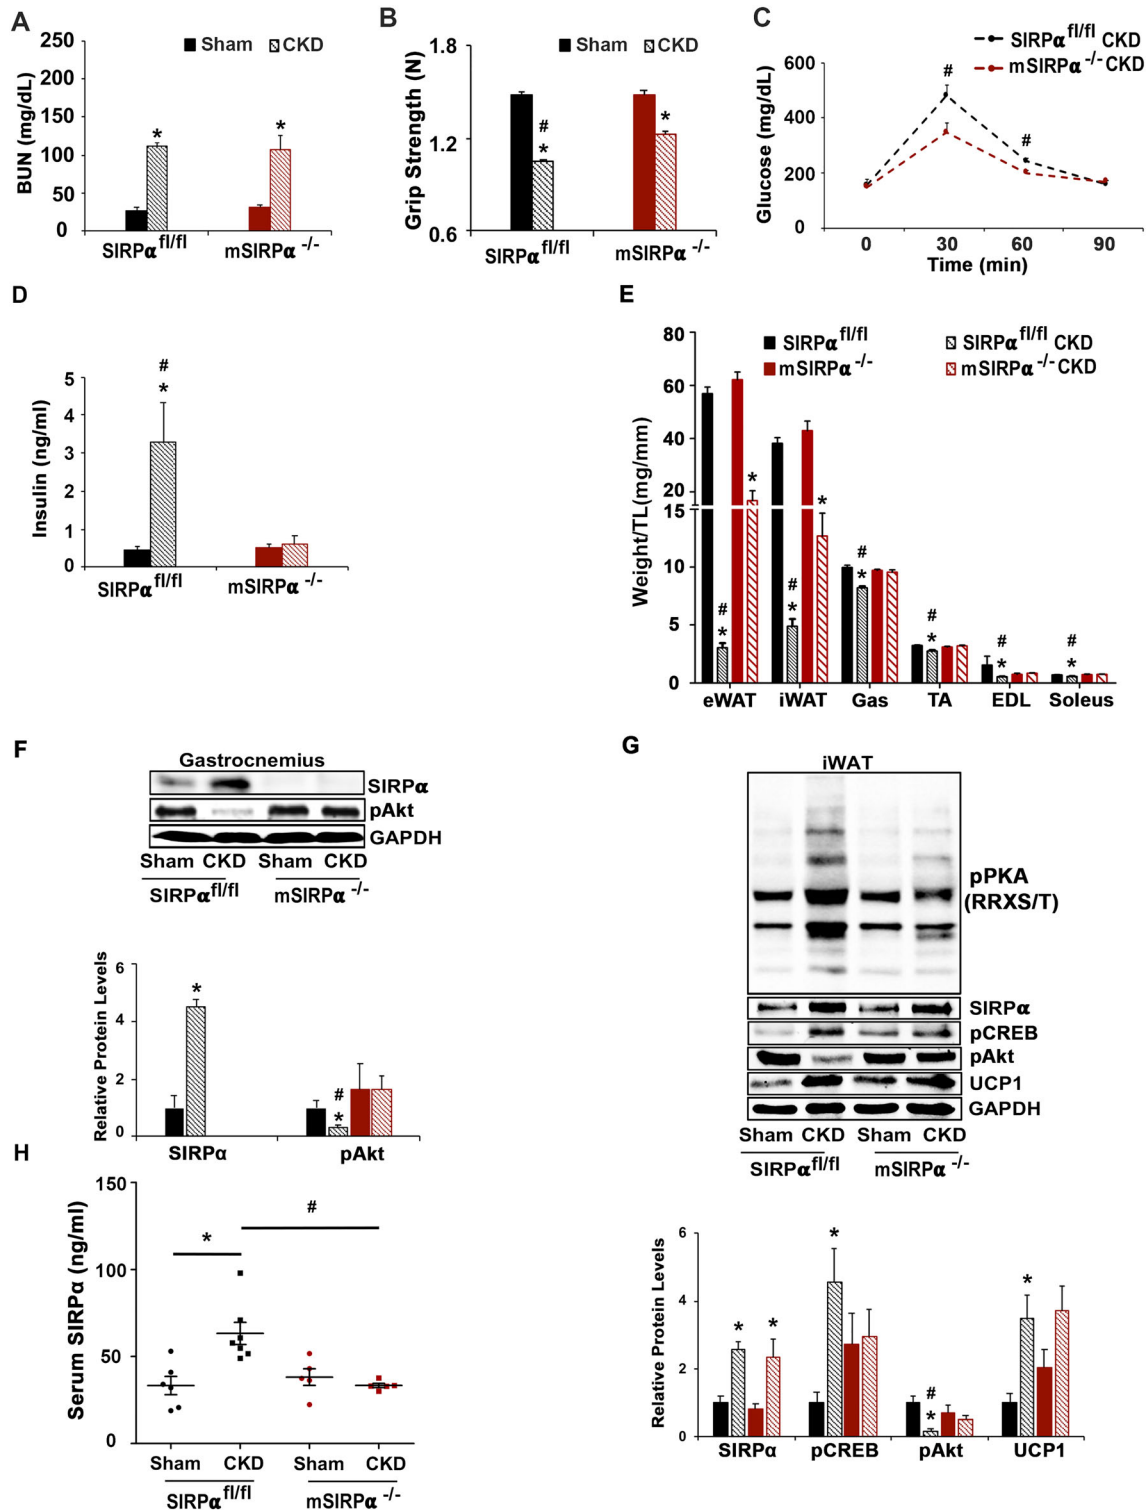 A
Sham CKD
BUN (mg/dL)
250
200
150
100
50
0
* *
SIRPα fl/fl mSIRPα -/-
B
Sham CKD
Grip Strength (N)
1.8
1.2
0.6
#
* *
SIRPα fl/fl mSIRPα -/-
C
SIRPα fl/fl CKD
mSIRPα -/- CKD
Glucose (mg/dL)
600
400
200
0
# #
0 30 60 90
Time (min)
D
Insulin (ng/ml)
5
4
3
2
1
0
#
*
SIRPα fl/fl mSIRPα -/-
E
SIRPα fl/fl SIRPα fl/fl CKD
mSIRPα -/- mSIRPα -/- CKD
Weight/TL(mg/mm)
80
60
40
20
15
10
5
0
# * * # * * # * # * # * # *
eWAT iWAT Gas TA EDL Soleus
F
Gastrocnemius
SIRPα
pAkt
GAPDH
Sham CKD Sham CKD
SIRPα fl/fl mSIRPα -/-
Relative Protein Levels
6
4
2
0
* # *
SIRPα pAkt
G
iWAT
pPKA
(RRXS/T)
SIRPα
pCREB
pAkt
UCP1
GAPDH
Sham CKD Sham CKD
SIRPα fl/fl mSIRPα -/-
Relative Protein Levels
6
4
2
0
* * * # * *
SIRPα pCREB pAkt UCP1
H
Serum SIRPα (ng/ml)
150
100
50
0
* #
Sham CKD Sham CKD
SIRPα fl/fl mSIRPα -/-